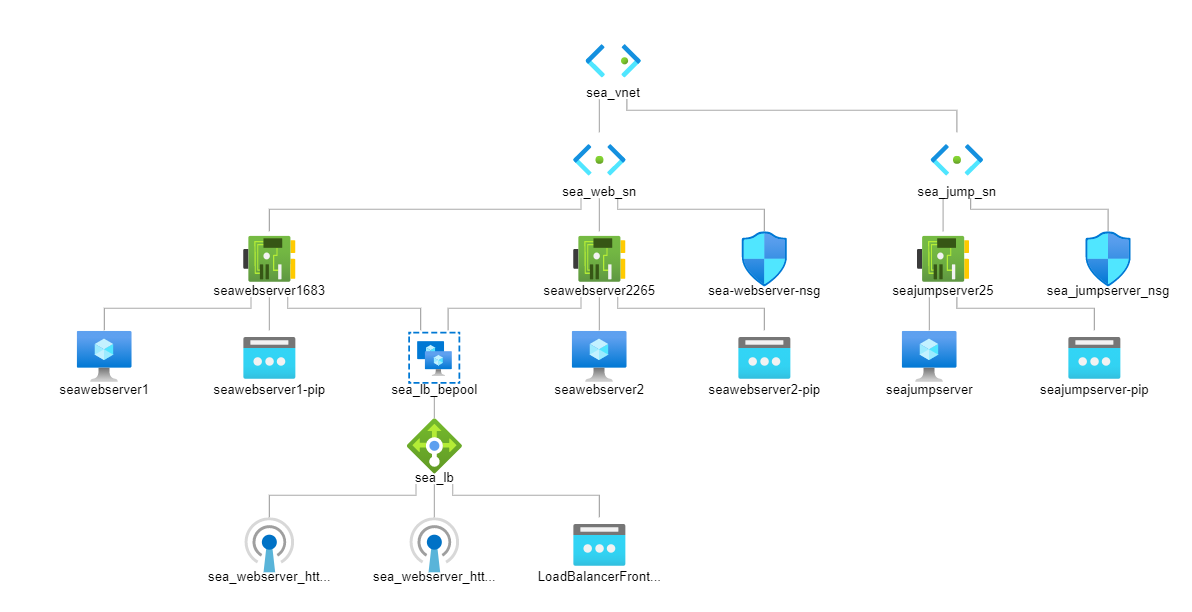 sea_vnet
sea_web_sn
sea_jump_sn
seawebserver1683
seawebserver2265
sea-webserver-nsg
seajumpserver25
sea_jumpserver_nsg
seawebserver1
seawebserver1-pip
sea_lb_bepool
seawebserver2
seawebserver2-pip
seajumpserver
seajumpserver-pip
sea_lb
sea_webserver_htt...
sea_webserver_htt...
LoadBalancerFront...